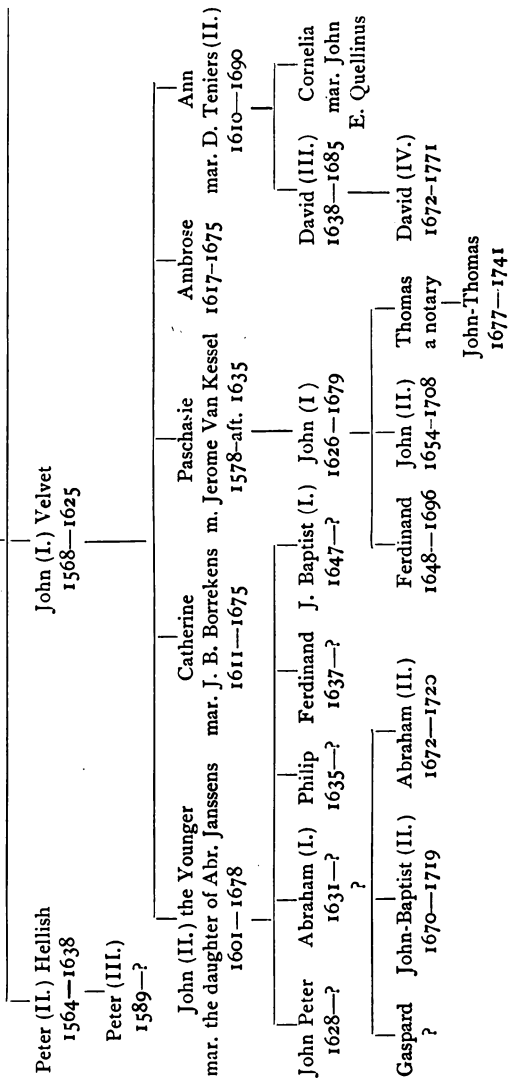 Peter (II.) Hellish
1564—1638
Peter (III.)
1589—?
John (I.) Velvet
1568—1625
John (II.) the Younger
mar. the daughter of Abr. Janssens
1601—1678
Catherine
mar. J. B. Borrekens
1611—1675
Paschasie
m. Jerome Van Kessel
1578-aft. 1635
Ambrose
1617-1675
Ann
mar. D. Teniers (II.)
1610—1690
John Peter
1628—?
Abraham (I.)
1631—?
Philip
1635—?
Ferdinand
1637—?
J. Baptist (I.)
1647—?
John (I)
1626—1679
David (III.)
1638—1685
Cornelia
mar. John
E. Quellinus
?
Gaspard
?
John-Baptist (II.)
1670—1719
Abraham (II.)
1672—1720
Ferdinand
1648—1696
John (II.)
1654-1708
Thomas
a notary
David (IV.)
1672-1771
John-Thomas
1677—1741